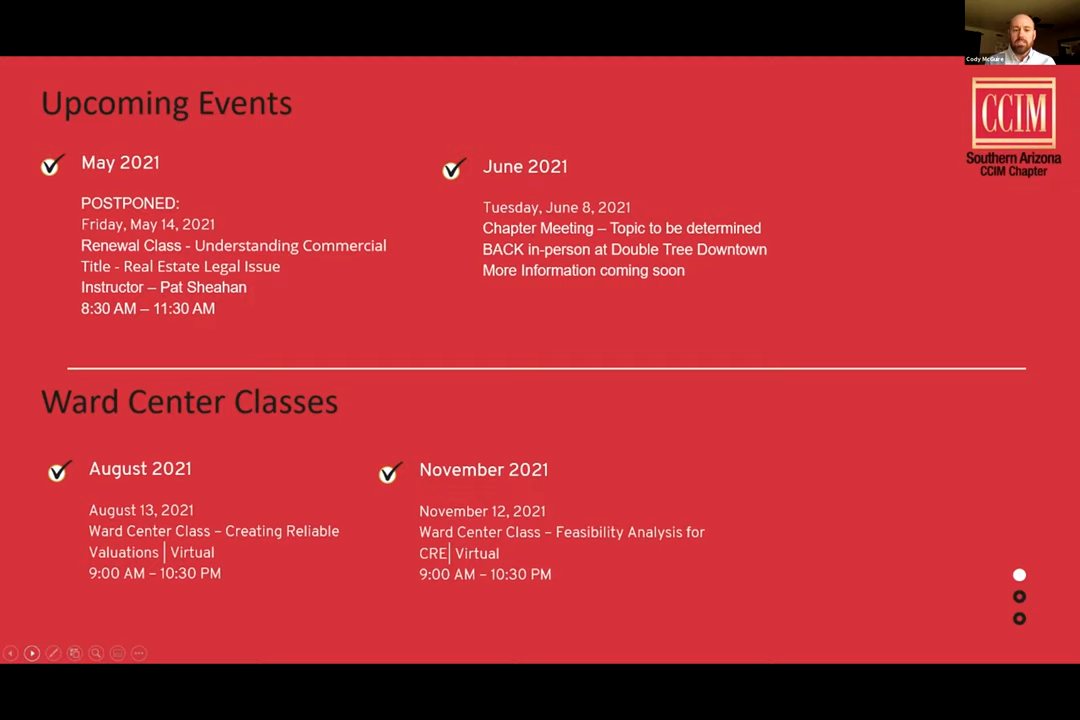 Cody McGuire
CCIM
Southern Arizona
CCIM Chapter
Upcoming Events
May 2021
POSTPONED:
Friday, May 14, 2021
Renewal Class - Understanding Commercial
Title - Real Estate Legal Issue
Instructor – Pat Sheahan
8:30 AM – 11:30 AM
June 2021
Tuesday, June 8, 2021
Chapter Meeting – Topic to be determined
BACK in-person at Double Tree Downtown
More Information coming soon
Ward Center Classes
August 2021
August 13, 2021
Ward Center Class – Creating Reliable
Valuations | Virtual
9:00 AM – 10:30 PM
November 2021
November 12, 2021
Ward Center Class – Feasibility Analysis for
CRE| Virtual
9:00 AM – 10:30 PM